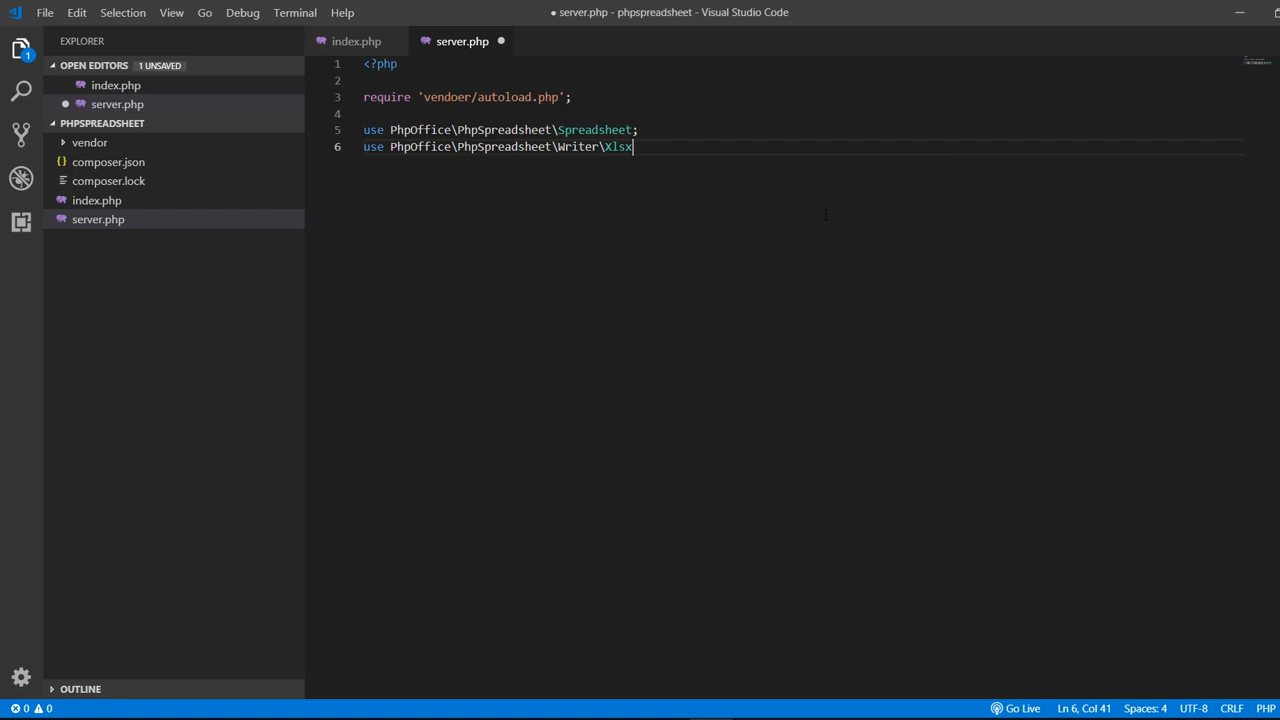 File Edit Selection View Go Debug Terminal Help
● server.php - phpspreadsheet - Visual Studio Code
EXPLORER
OPEN EDITORS 1 UNSAVED
index.php
server.php
PHPSPREADSHEET
vendor
composer.json
composer.lock
index.php
server.php
OUTLINE
1
index.php server.php
1 <?php
2
3 require 'vendoer/autoload.php';
4
5 use PhpOffice\PhpSpreadsheet\Spreadsheet;
6 use PhpOffice\PhpSpreadsheet\Writer\Xlsx
0 0 Go Live Ln 6, Col 41 Spaces: 4 UTF-8 CRLF PHP